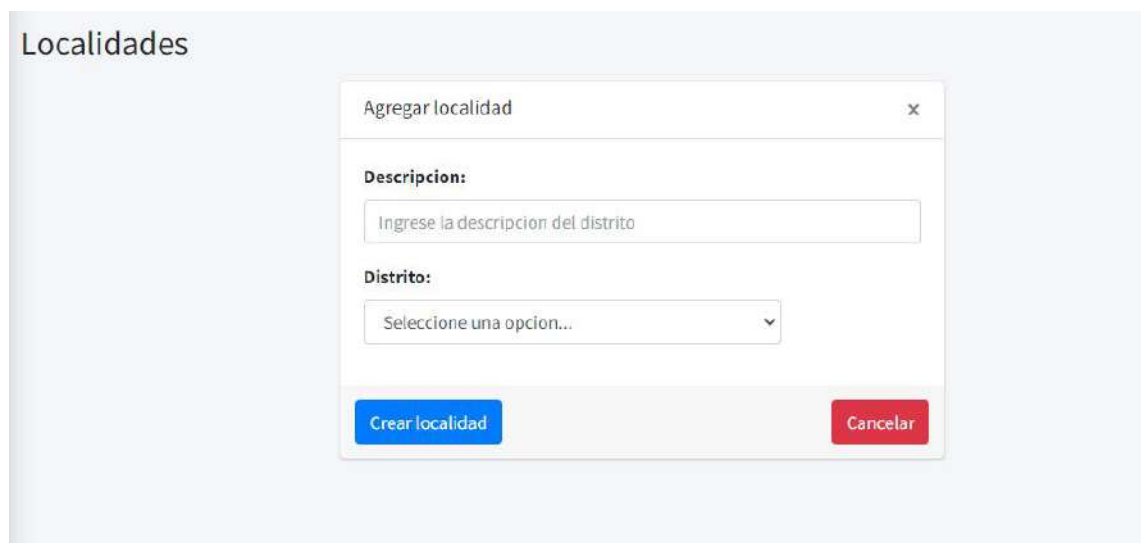 Localidades
Agregar localidad
×
Descripcion:
Ingrese la descripcion del distrito
Distrito:
Seleccione una opcion...
Crear localidad
Cancelar